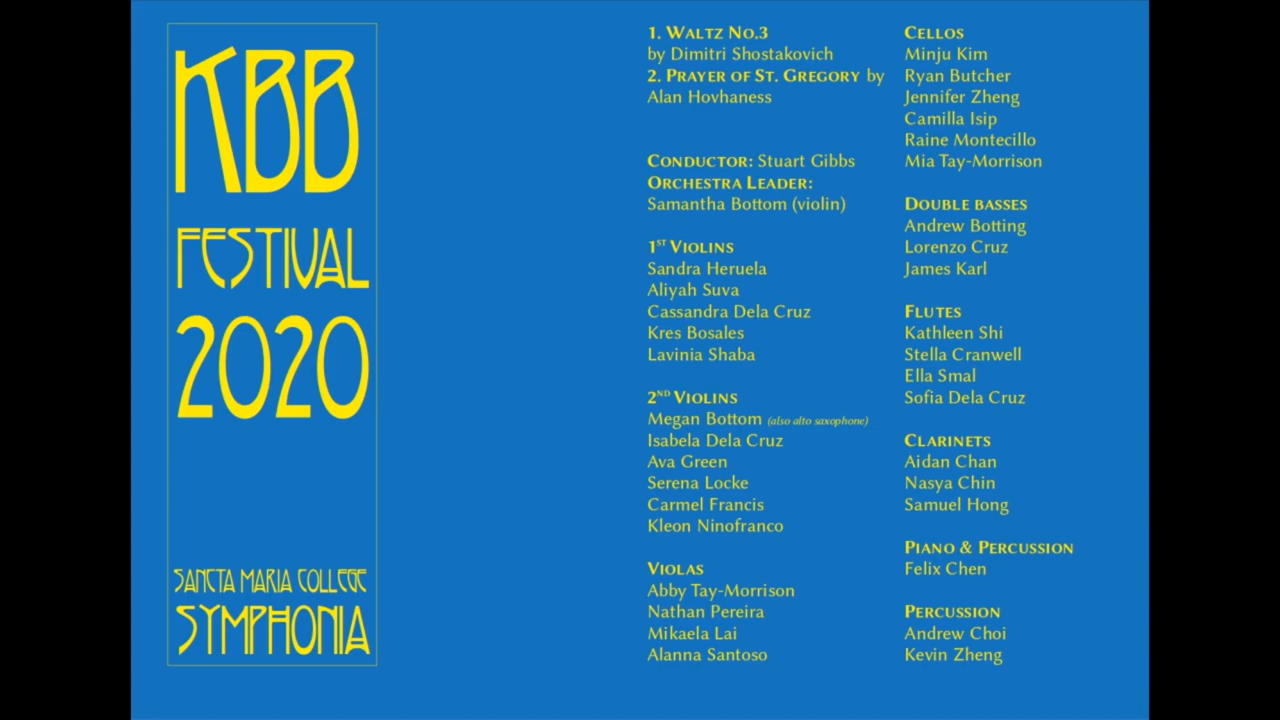 KBB
FESTIVAL
2020
SANCTA MARIA COLLEGE
SYMPHONIA
1. WALTZ NO.3
by Dimitri Shostakovich
2. PRAYER OF ST. GREGORY by
Alan Hovhaness
CONDUCTOR: Stuart Gibbs
ORCHESTRA LEADER:
Samantha Bottom (violin)
1ST VIOLINS
Sandra Heruela
Aliyah Suva
Cassandra Dela Cruz
Kres Bosales
Lavinia Shaba
2ND VIOLINS
Megan Bottom (also alto saxophone)
Isabela Dela Cruz
Ava Green
Serena Locke
Carmel Francis
Kleon Ninofranco
VIOLAS
Abby Tay-Morrison
Nathan Pereira
Mikaela Lai
Alanna Santoso
CELLOS
Minju Kim
Ryan Butcher
Jennifer Zheng
Camilla Isip
Raine Montecillo
Mia Tay-Morrison
DOUBLE BASSES
Andrew Botting
Lorenzo Cruz
James Karl
FLUTES
Kathleen Shi
Stella Cranwell
Ella Smal
Sofia Dela Cruz
CLARINETS
Aidan Chan
Nasya Chin
Samuel Hong
PIANO & PERCUSSION
Felix Chen
PERCUSSION
Andrew Choi
Kevin Zheng